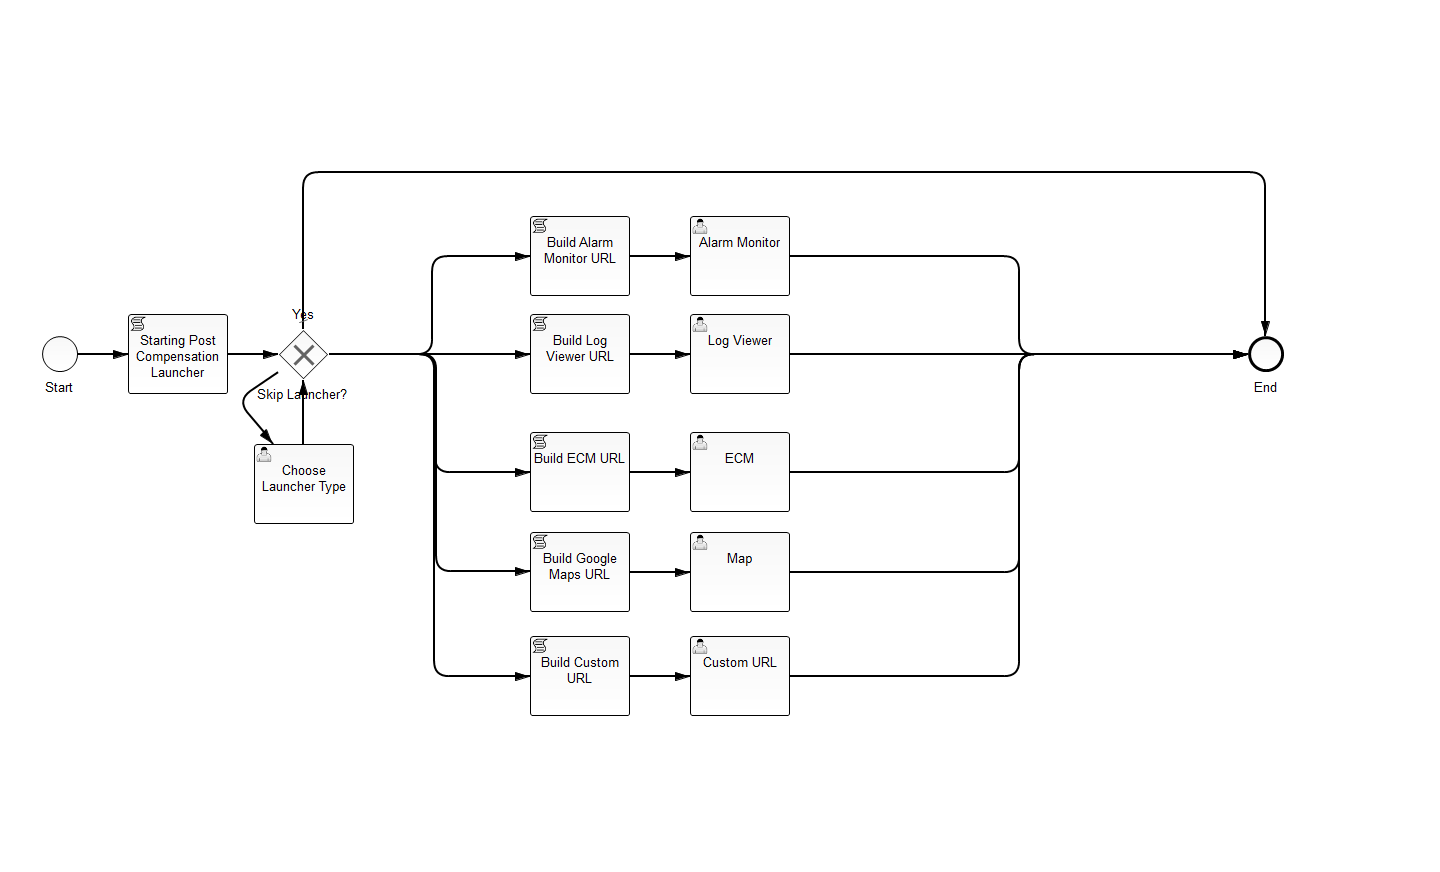 Yes
Build Alarm
Monitor URL
Alarm Monitor
Starting Post
Compensation
Launcher
Build Log
Viewer URL
Log Viewer
Start
Skip Launcher?
End
Choose
Launcher Type
Build ECM URL
ECM
Build Google
Maps URL
Map
Build Custom
URL
Custom URL